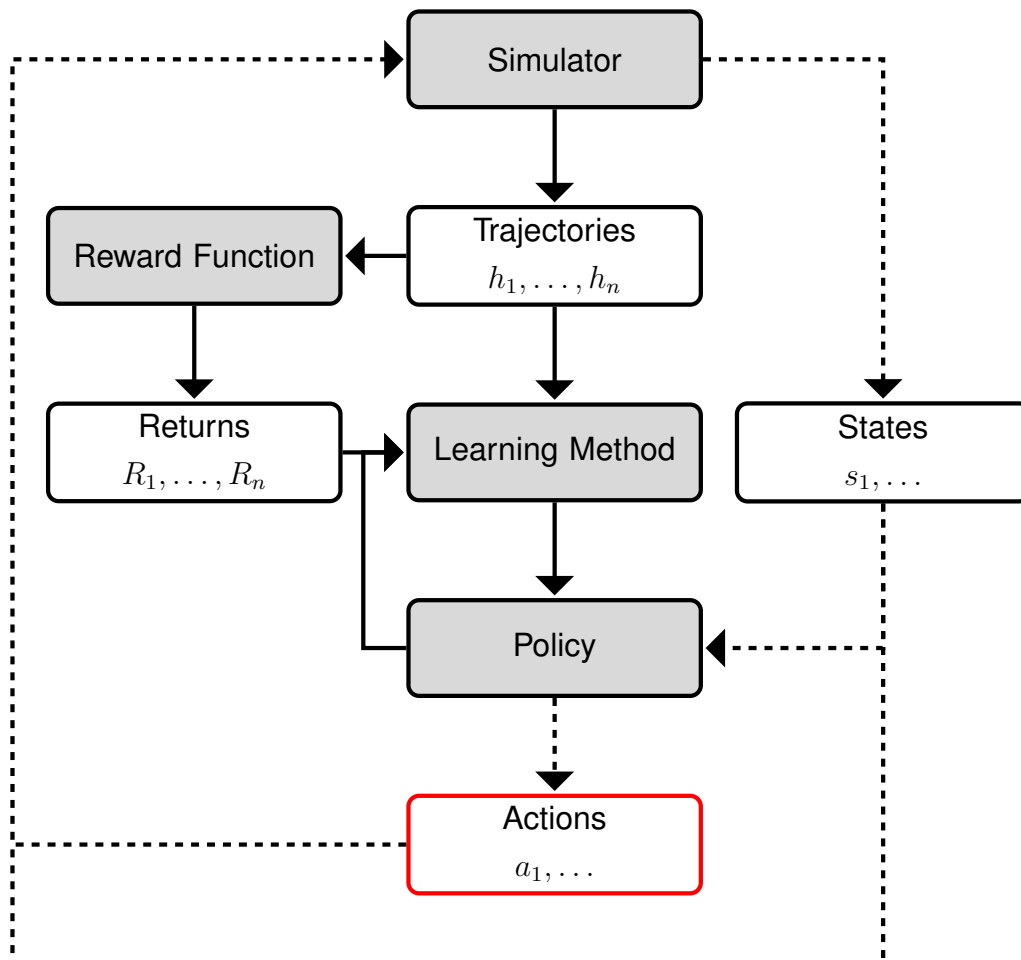 Simulator
Trajectories
h₁, . . . , hₙ
Reward Function
Returns
R₁, . . . , Rₙ
Learning Method
States
s₁, . . .
Policy
Actions
a₁, . . .